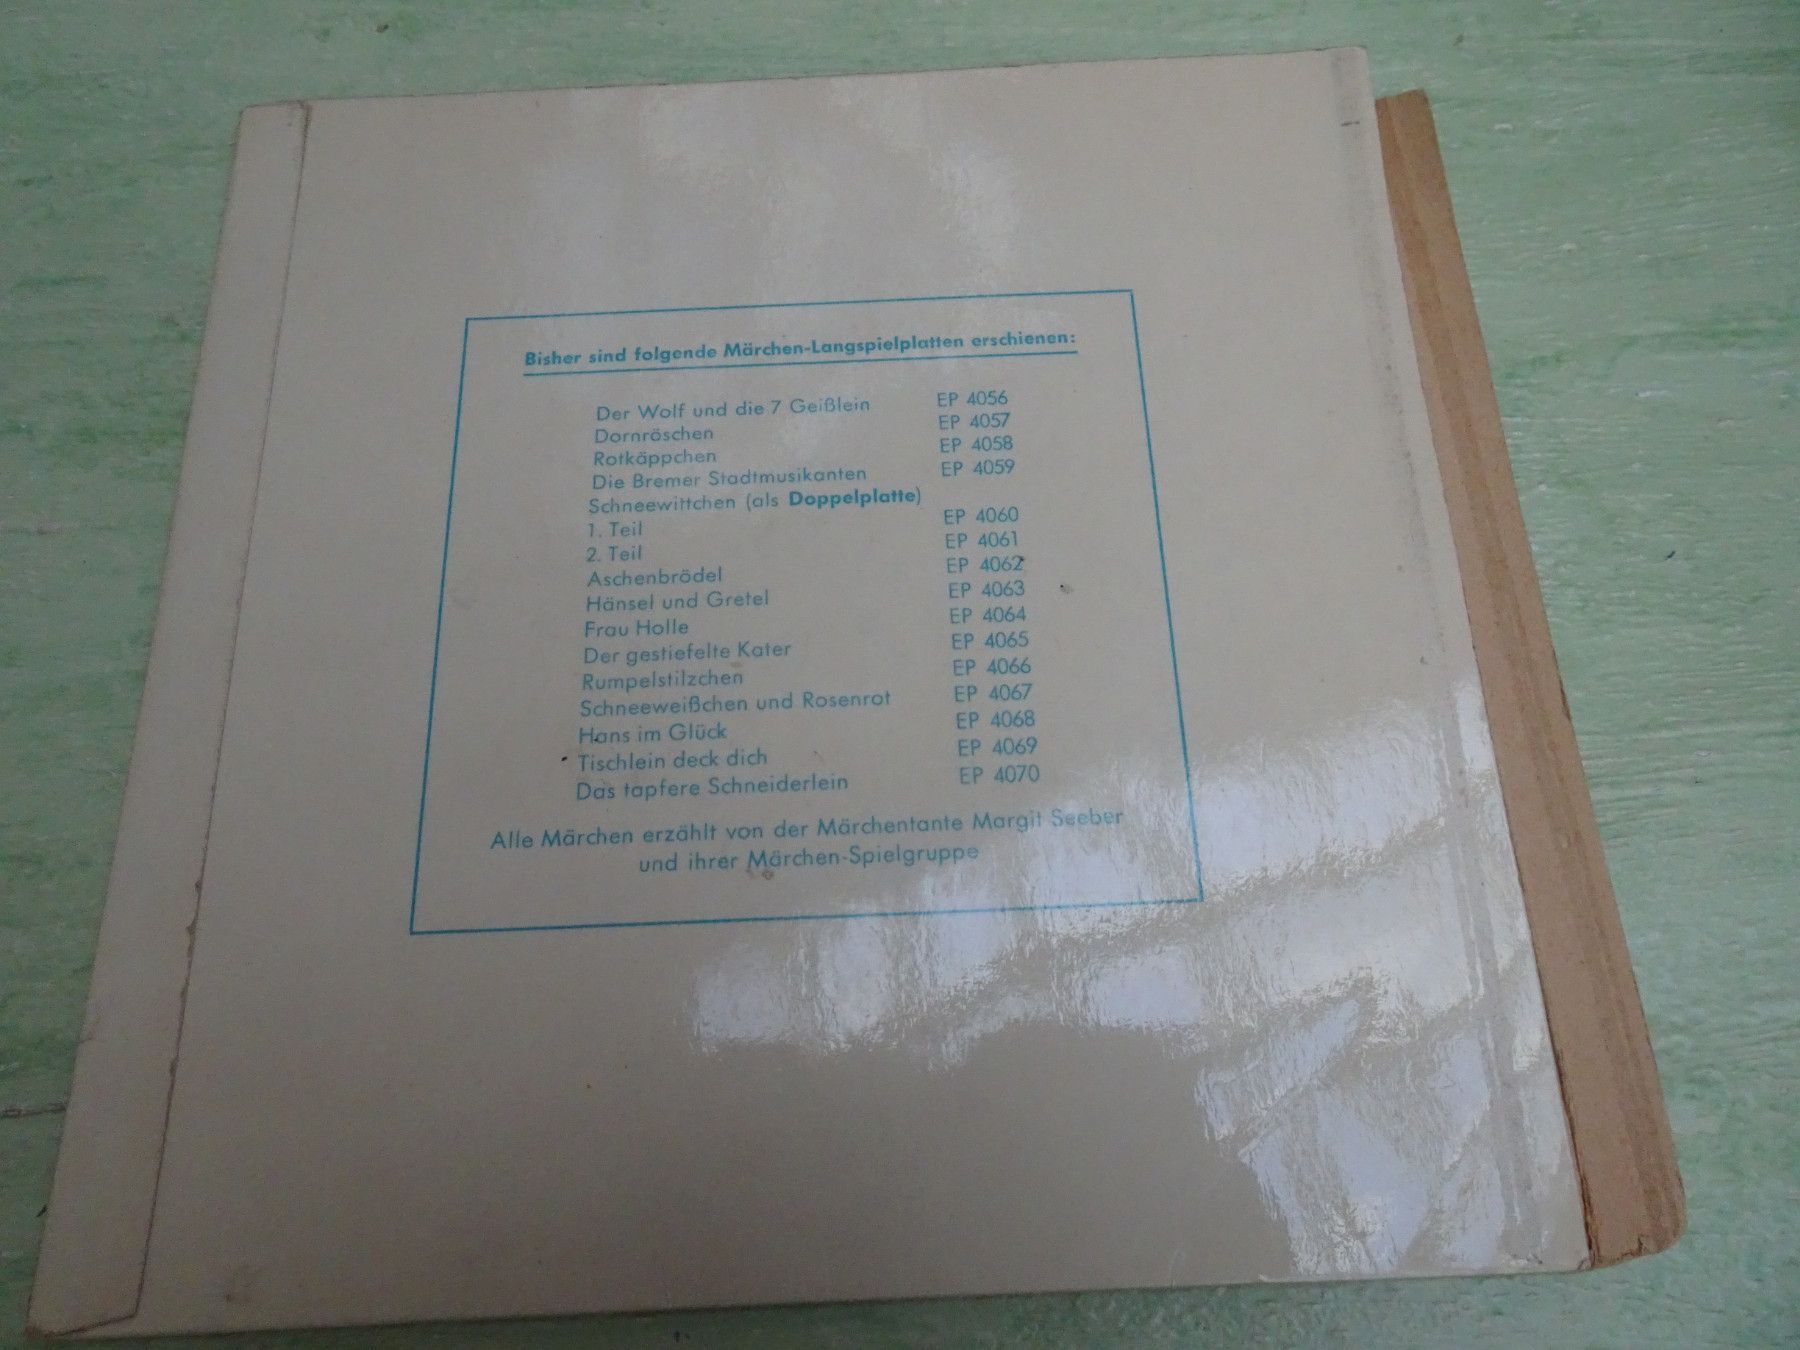 Bisher sind folgende Märchen-Langspielplatten erschienen:
Der Wolf und die 7 Geißlein EP 4056
Dornröschen EP 4057
Rotkäppchen EP 4058
Die Bremer Stadtmusikanten EP 4059
Schneewittchen (als Doppelplatte)
1. Teil EP 4060
2. Teil EP 4061
Aschenbrödel EP 4062
Hänsel und Gretel EP 4063
Frau Holle EP 4064
Der gestiefelte Kater EP 4065
Rumpelstilzchen EP 4066
Schneeweißchen und Rosenrot EP 4067
Hans im Glück EP 4068
Tischlein deck dich EP 4069
Das tapfere Schneiderlein EP 4070
Alle Märchen erzählt von der Märchentante Margit Seeber
und ihrer Märchen-Spielgruppe